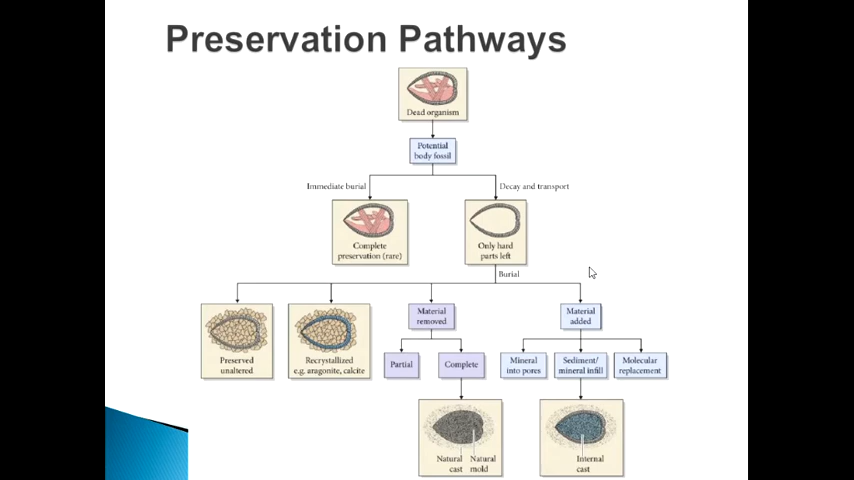 Preservation Pathways
Dead organism
Potential
body fossil
Immediate burial
Decay and transport
Complete
preservation (rare)
Only hard
parts left
Burial
Preserved
unaltered
Recrystallized
e.g. aragonite, calcite
Material
removed
Material
added
Partial
Complete
Mineral
into pores
Sediment/
mineral infill
Molecular
replacement
Natural
cast
Natural
mold
Internal
cast